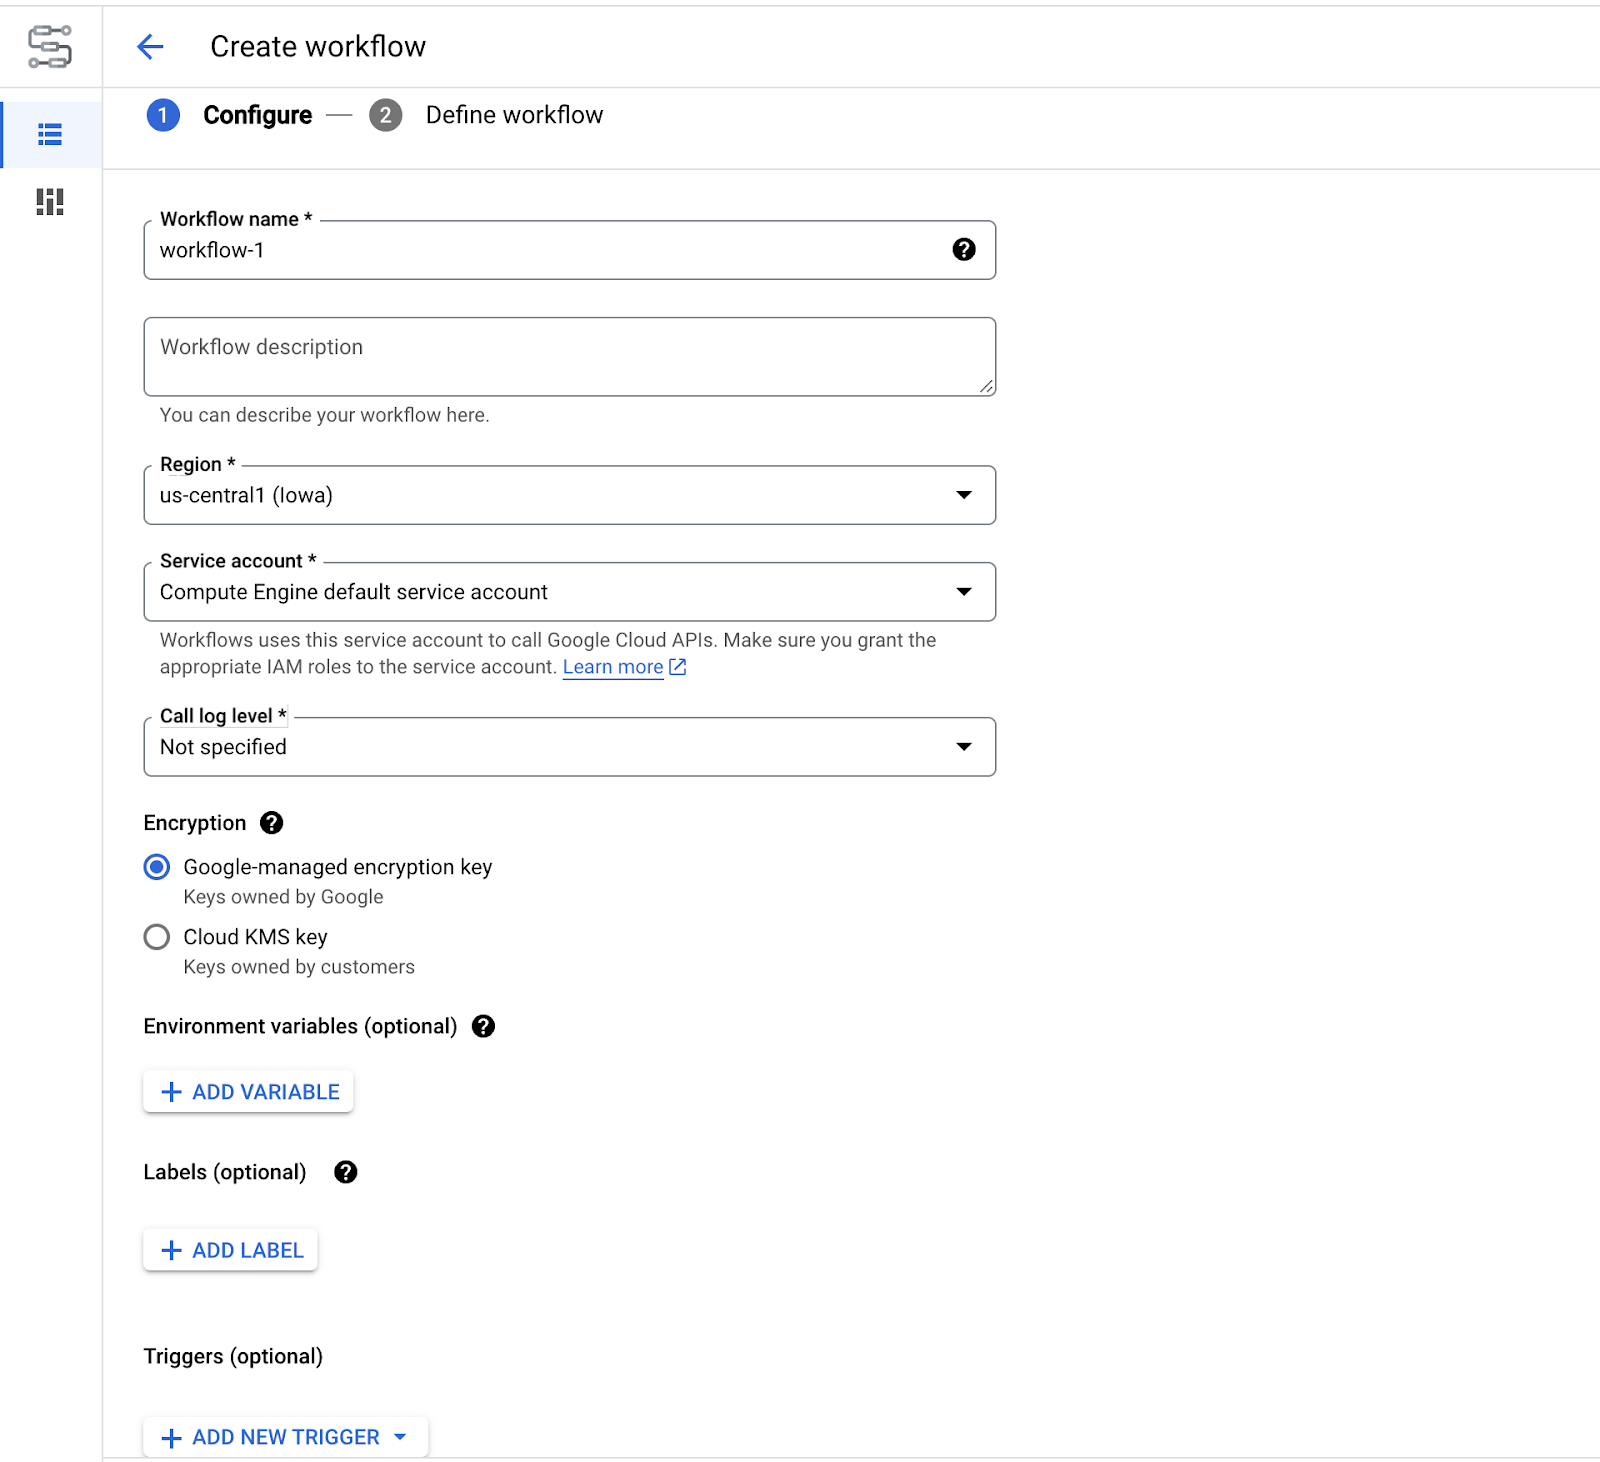 Create workflow
1 Configure — 2 Define workflow
Workflow name *
workflow-1
Workflow description
You can describe your workflow here.
Region *
us-central1 (Iowa)
Service account *
Compute Engine default service account
Workflows uses this service account to call Google Cloud APIs. Make sure you grant the
appropriate IAM roles to the service account. Learn more
Call log level *
Not specified
Encryption
Google-managed encryption key
Keys owned by Google
Cloud KMS key
Keys owned by customers
Environment variables (optional)
ADD VARIABLE
Labels (optional)
ADD LABEL
Triggers (optional)
ADD NEW TRIGGER